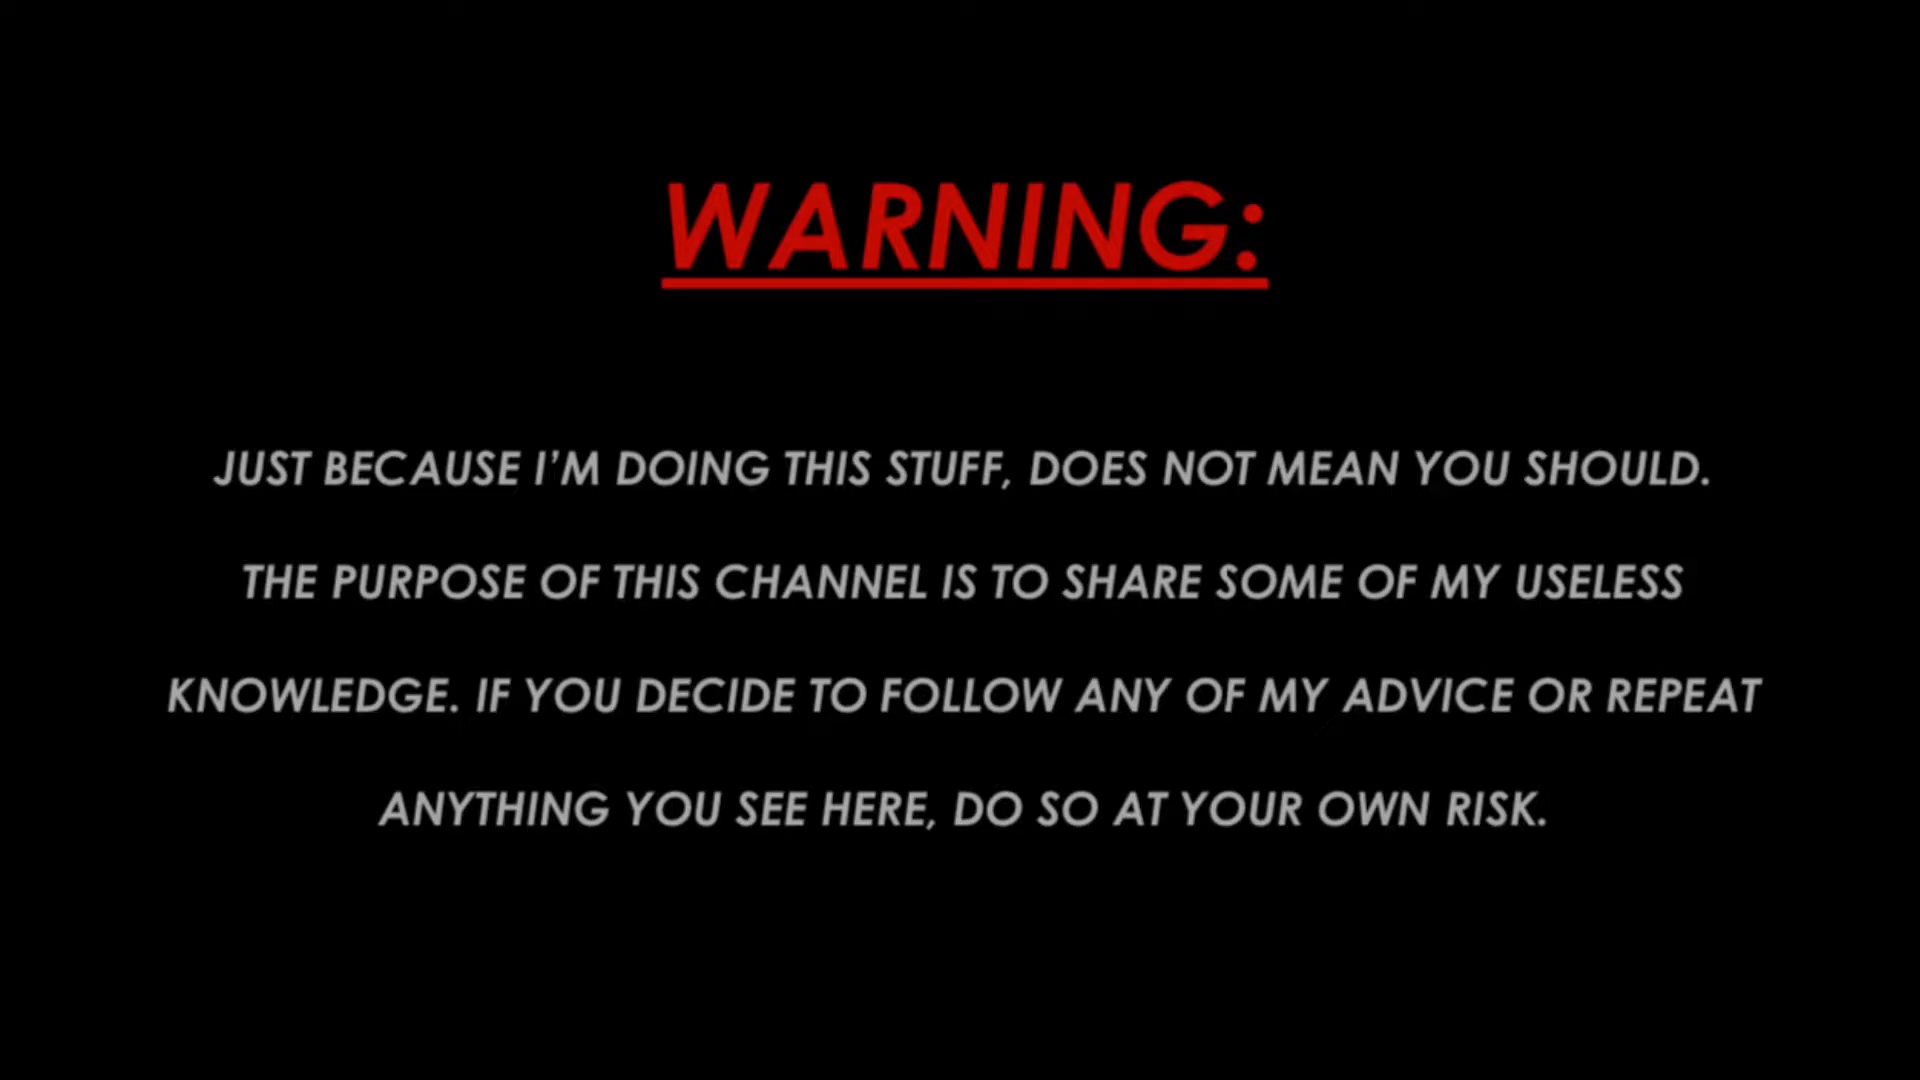 WARNING:
JUST BECAUSE I’M DOING THIS STUFF, DOES NOT MEAN YOU SHOULD.
THE PURPOSE OF THIS CHANNEL IS TO SHARE SOME OF MY USELESS
KNOWLEDGE. IF YOU DECIDE TO FOLLOW ANY OF MY ADVICE OR REPEAT
ANYTHING YOU SEE HERE, DO SO AT YOUR OWN RISK.